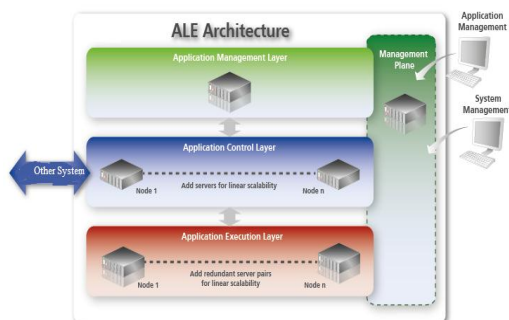 ALE Architecture
Application Management Layer
Management
Plane
Application
Management
System
Management
Application Control Layer
Other System
Node 1
Add servers for linear scalability
Node n
Application Execution Layer
Node 1
Add redundant server pairs
for linear scalability
Node n